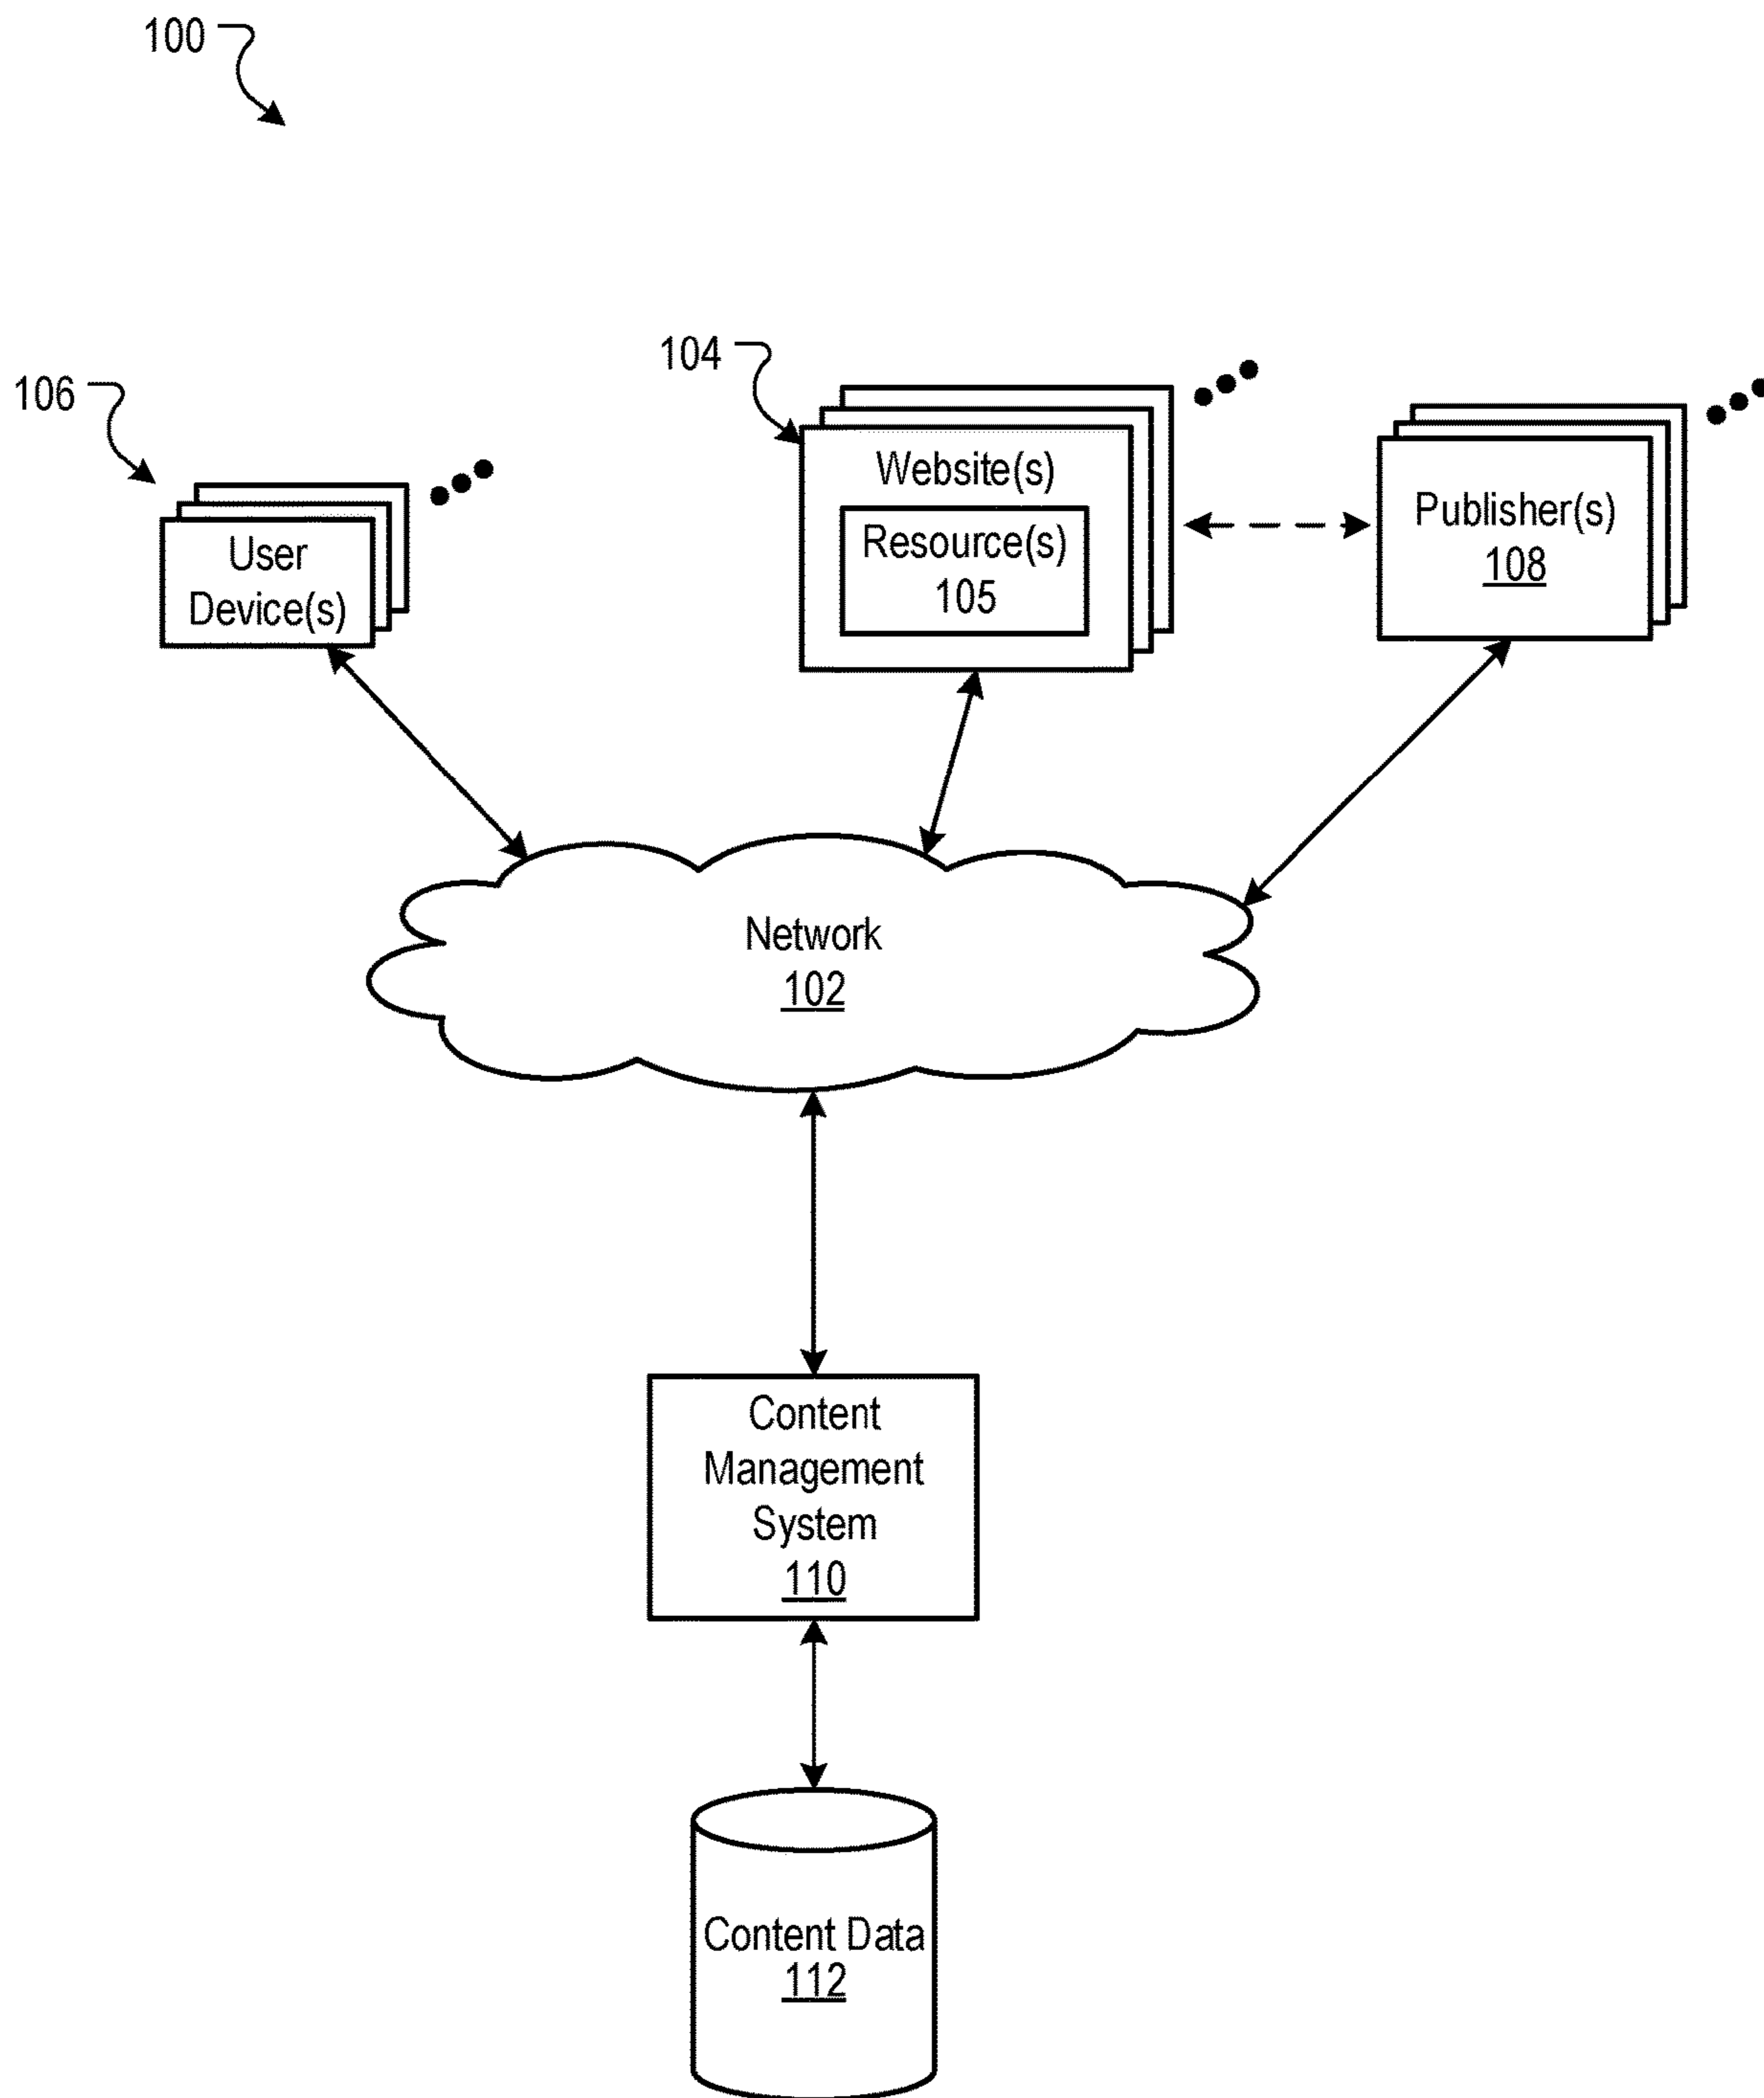 100
104
106
Website(s)
Resource(s)
105
Publisher(s)
108
User
Device(s)
Network
102
Content
Management
System
110
Content Data
112